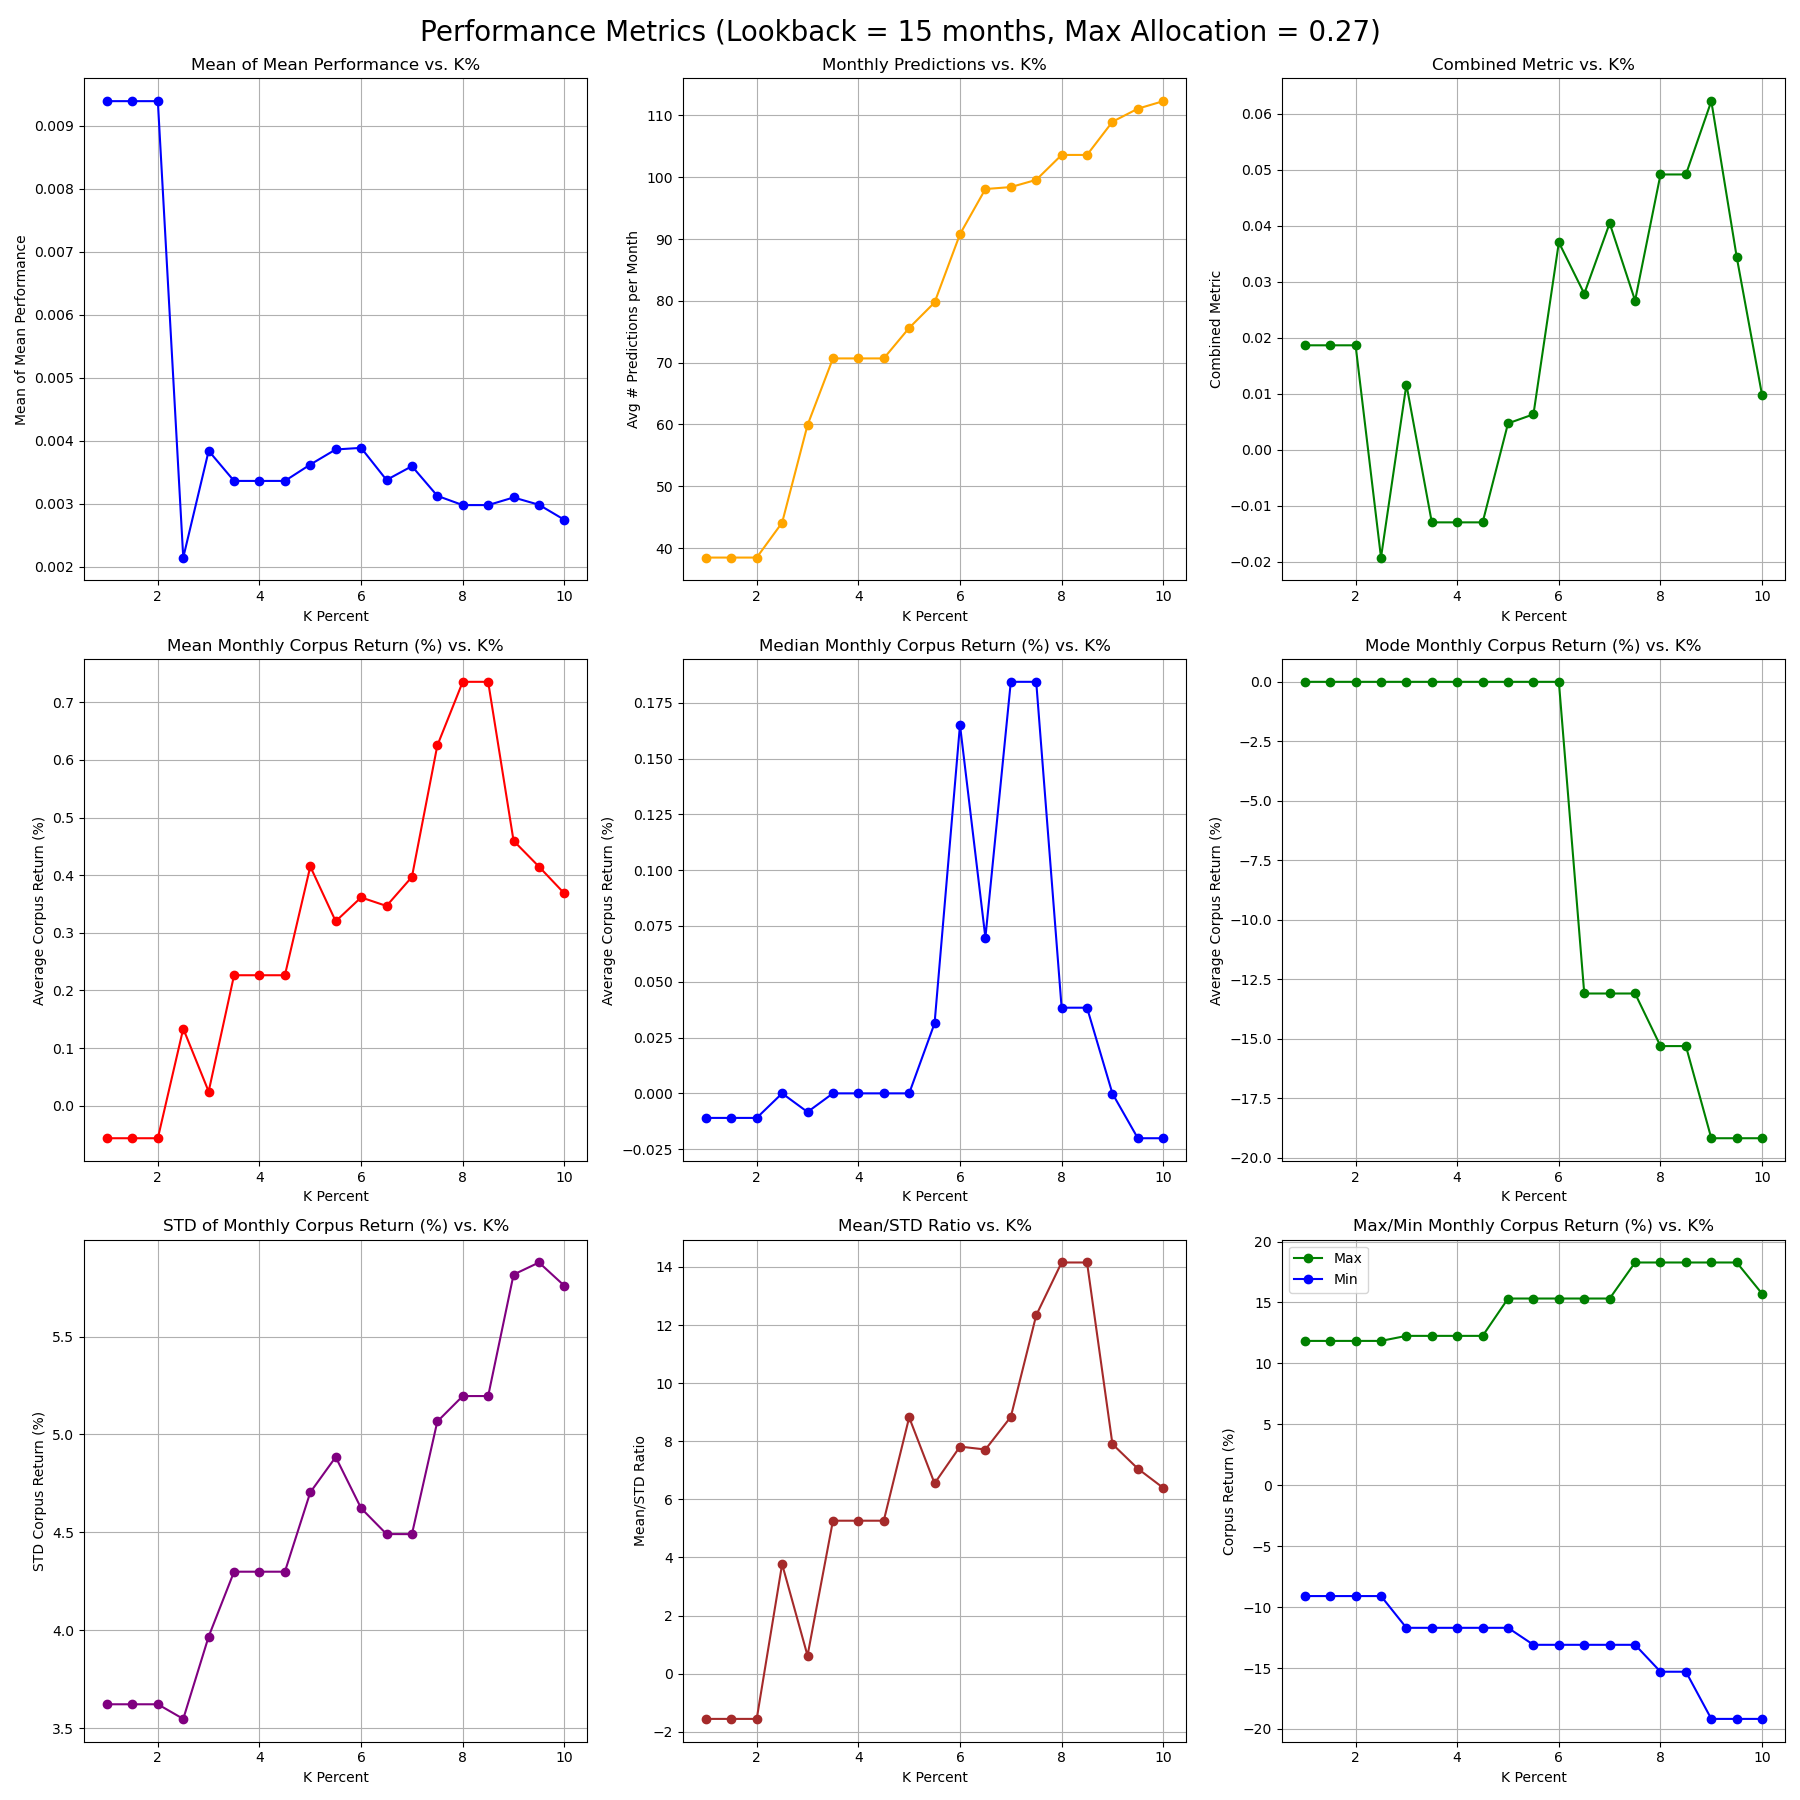 Performance Metrics (Lookback = 15 months, Max Allocation = 0.27)
Mean of Mean Performance vs. K%
Mean of Mean Performance
0.009
0.008
0.007
0.006
0.005
0.004
0.003
0.002
2 4 6 8 10
K Percent
Monthly Predictions vs. K%
Avg # Predictions per Month
110
100
90
80
70
60
50
40
2 4 6 8 10
K Percent
Combined Metric vs. K%
Combined Metric
0.06
0.05
0.04
0.03
0.02
0.01
0.00
−0.01
−0.02
2 4 6 8 10
K Percent
Mean Monthly Corpus Return (%) vs. K%
Average Corpus Return (%)
0.7
0.6
0.5
0.4
0.3
0.2
0.1
0.0
2 4 6 8 10
K Percent
Median Monthly Corpus Return (%) vs. K%
Average Corpus Return (%)
0.175
0.150
0.125
0.100
0.075
0.050
0.025
0.000
−0.025
2 4 6 8 10
K Percent
Mode Monthly Corpus Return (%) vs. K%
Average Corpus Return (%)
0.0
−2.5
−5.0
−7.5
−10.0
−12.5
−15.0
−17.5
−20.0
2 4 6 8 10
K Percent
STD of Monthly Corpus Return (%) vs. K%
STD Corpus Return (%)
5.5
5.0
4.5
4.0
3.5
2 4 6 8 10
K Percent
Mean/STD Ratio vs. K%
Mean/STD Ratio
14
12
10
8
6
4
2
0
−2
2 4 6 8 10
K Percent
Max/Min Monthly Corpus Return (%) vs. K%
Max
Min
Corpus Return (%)
20
15
10
5
0
−5
−10
−15
−20
2 4 6 8 10
K Percent